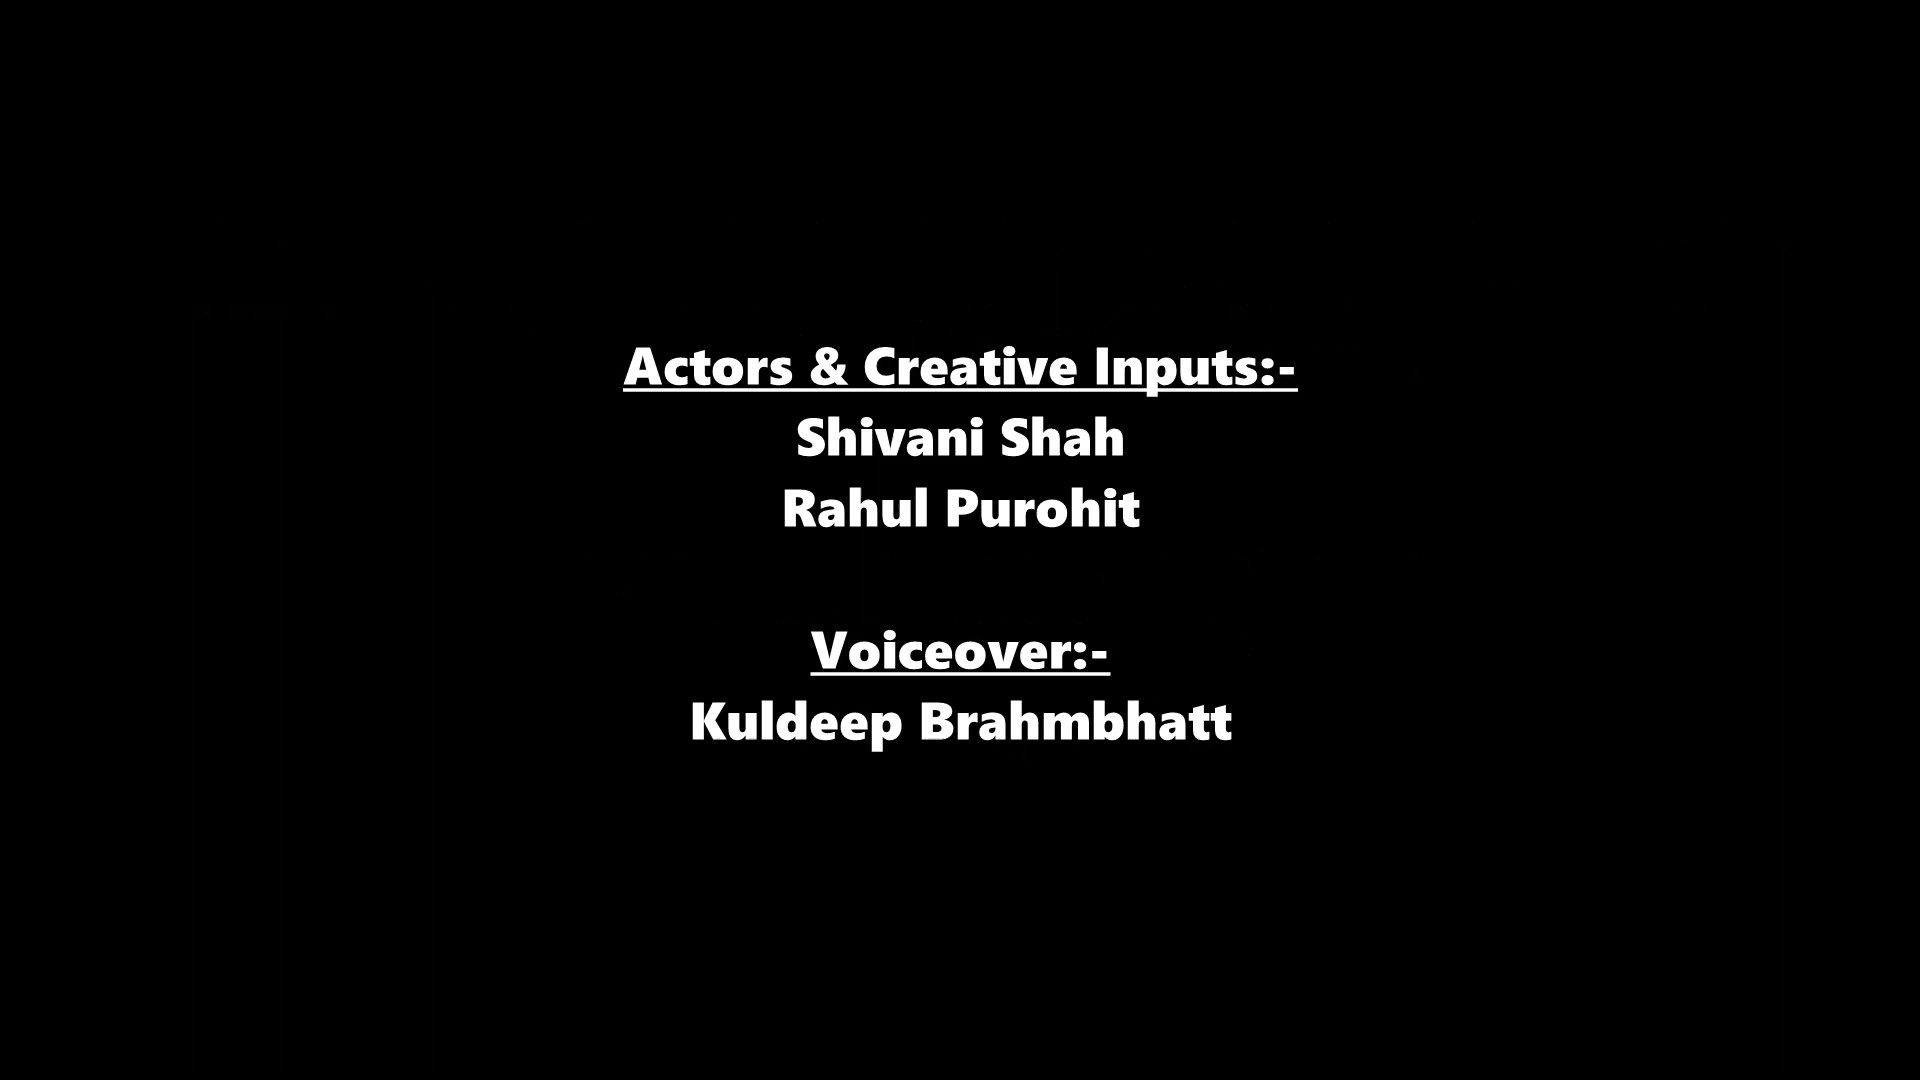 Actors & Creative Inputs:-
Shivani Shah
Rahul Purohit
Voiceover:-
Kuldeep Brahmbhatt